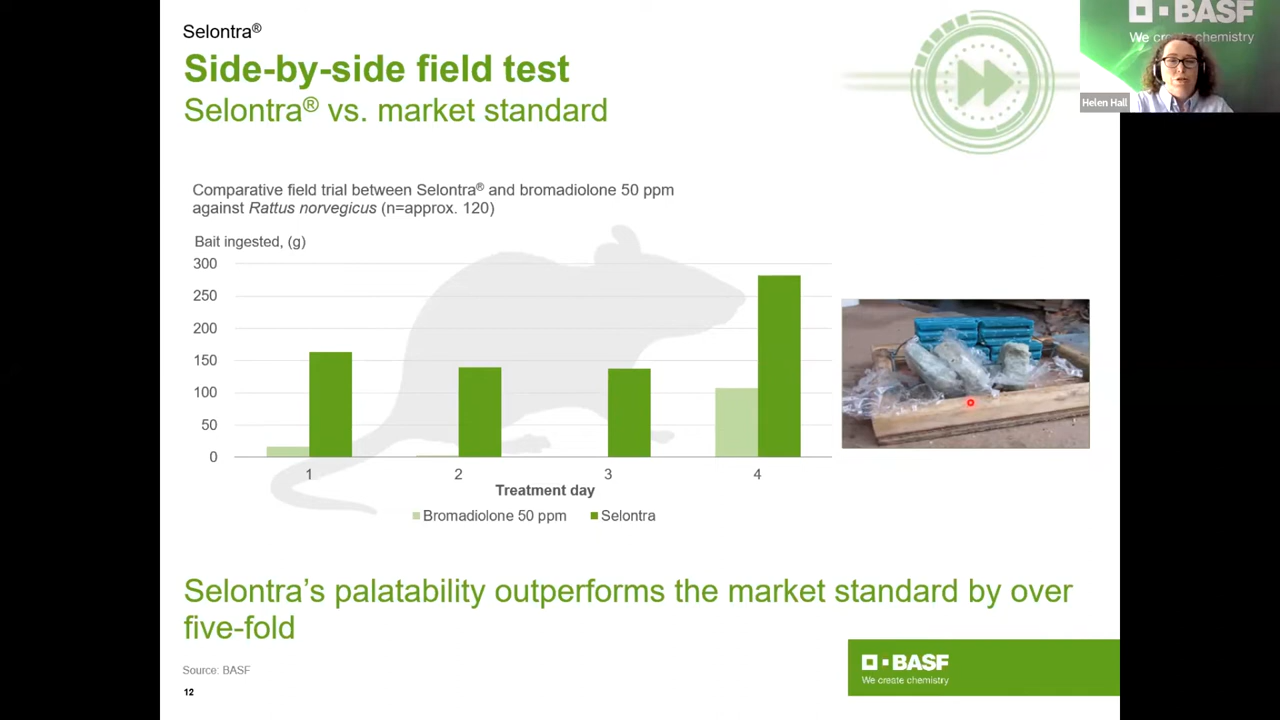 Selontra®
Side-by-side field test
Selontra® vs. market standard
BASF
We create chemistry
Helen Hall
Comparative field trial between Selontra® and bromadiolone 50 ppm
against Rattus norvegicus (n=approx. 120)
Bait ingested, (g)
300
250
200
150
100
50
0
1
2
3
4
Treatment day
Bromadiolone 50 ppm
Selontra
Selontra's palatability outperforms the market standard by over
five-fold
Source: BASF
12
BASF
We create chemistry